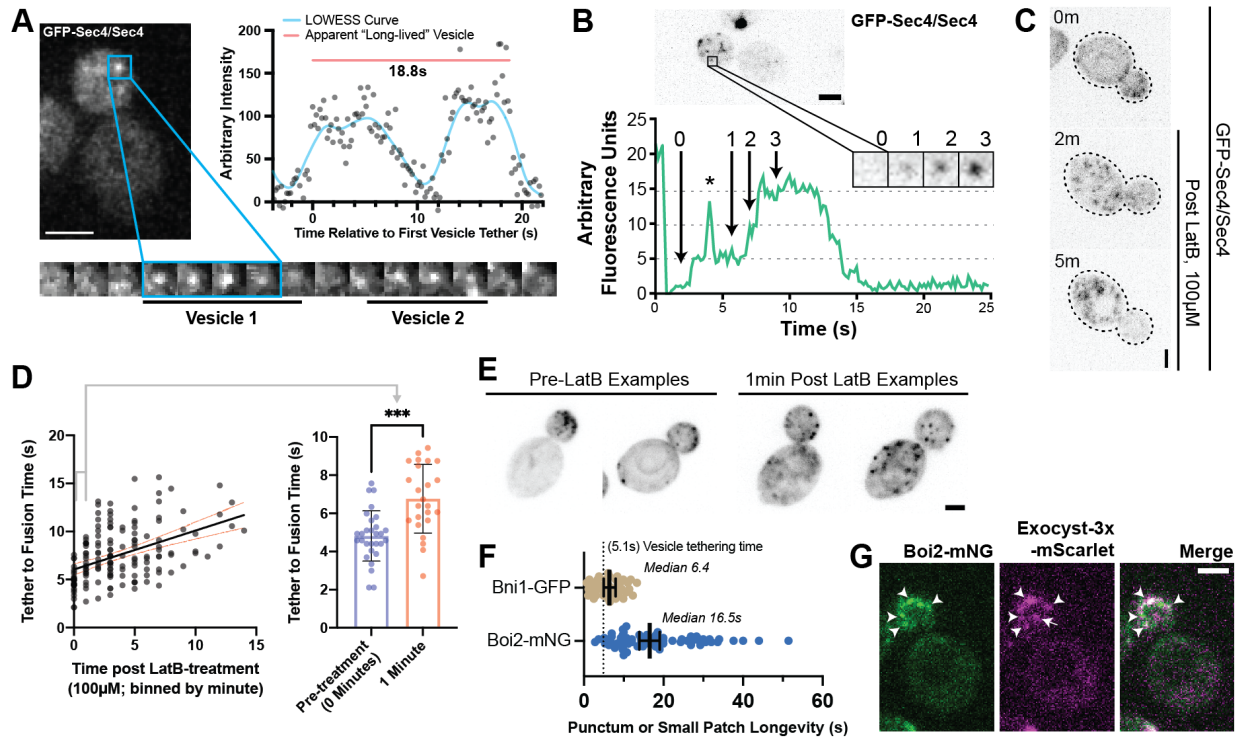 A
GFP-Sec4/Sec4
LOWESS Curve
Apparent "Long-lived" Vesicle
18.8s
Arbitrary Intensity
200
150
100
50
0
0
10
20
Time Relative to First Vesicle Tether (s)
Vesicle 1
Vesicle 2
B
GFP-Sec4/Sec4
Arbitrary
Fluorescence Units
25
20
15
10
5
0
0
1
2
3
*
0
1
2
3
0
5
10
15
20
25
Time (s)
C
0m
2m
5m
Post LatB, 100µM
GFP-Sec4/Sec4
D
Tether to Fusion Time (s)
20
15
10
5
0
0
5
10
15
Time post LatB-treatment
(100µM; binned by minute)
Tether to Fusion Time (s)
10
8
6
4
2
0
***
Pre-treatment
(0 Minutes)
1 Minute
E
Pre-LatB Examples
1min Post LatB Examples
F
(5.1s) Vesicle tethering time
Median 6.4
Bni1-GFP
Median 16.5s
Boi2-mNG
0
20
40
60
Punctum or Small Patch Longevity (s)
G
Boi2-mNG
Exocyst-3x
-mScarlet
Merge